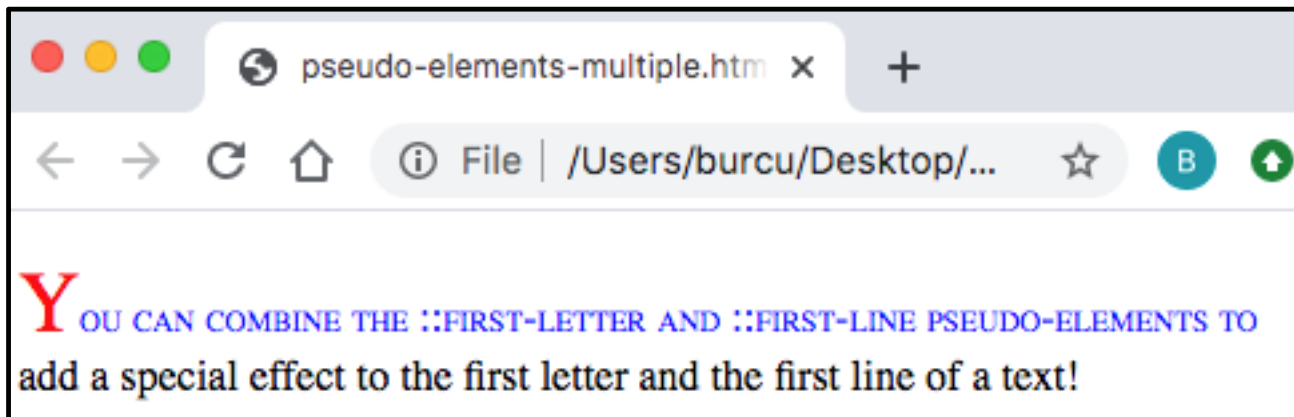 pseudo-elements-multiple.htm
File | /Users/burcu/Desktop/...
B
You can combine the ::first-letter and ::first-line pseudo-elements to
add a special effect to the first letter and the first line of a text!